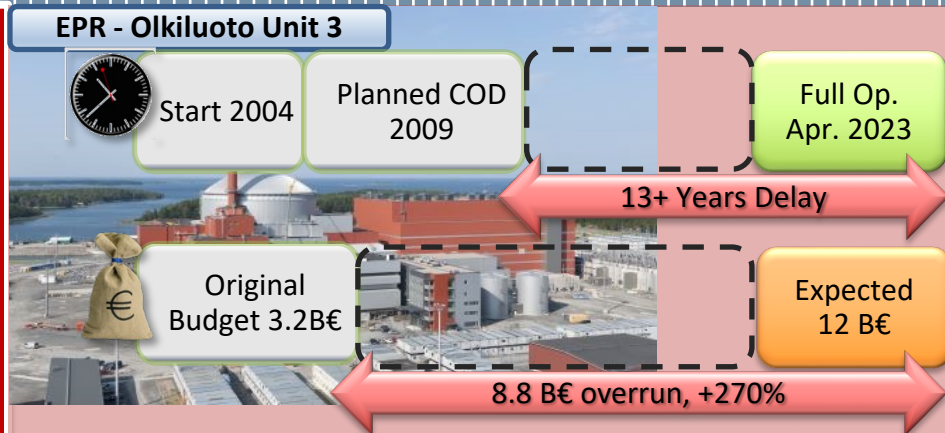 EPR - Olkiluoto Unit 3
Start 2004
Planned COD
2009
Full Op.
Apr. 2023
13+ Years Delay
€
Original
Budget 3.2B€
Expected
12 B€
8.8 B€ overrun, +270%